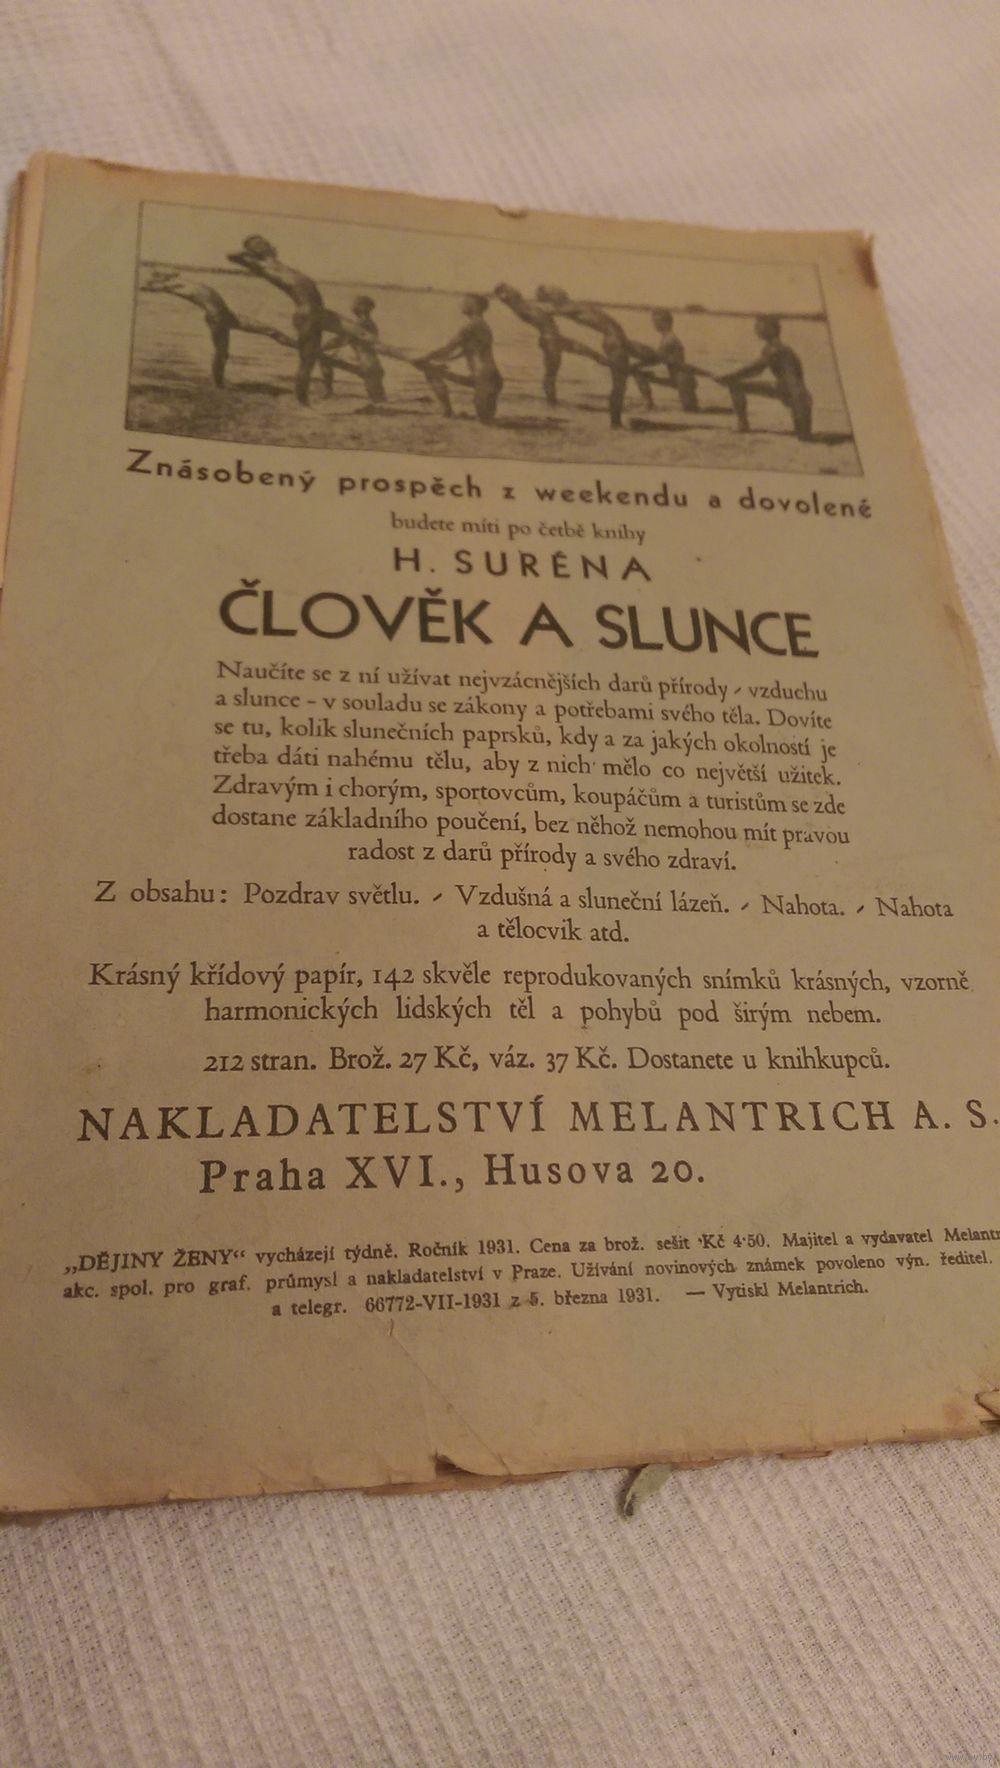 Znásobený prospěch z weekendu a dovolené
budete míti po četbě knihy
H. SURÉNA
ČLOVĚK A SLUNCE
Naučíte se z ní užívat nejvzácnějších darů přírody - vzduchu
a slunce - v souladu se zákony a potřebami svého těla. Dovíte
se tu, kolik slunečních paprsků, kdy a za jakých okolností je
třeba dáti nahému tělu, aby z nich mělo co největší užitek.
Zdravým i chorým, sportovcům, koupáčům a turistům se zde
dostane základního poučení, bez něhož nemohou mít pravou
radost z darů přírody a svého zdraví.
Z obsahu: Pozdrav světlu. - Vzdušná a sluneční lázeň. - Nahota. - Nahota
a tělocvik atd.
Krásný křídový papír, 142 skvěle reprodukovaných snímků krásných, vzorně
harmonických lidských těl a pohybů pod širým nebem.
212 stran. Brož. 27 Kč, váz. 37 Kč. Dostanete u knihkupců.
NAKLADATELSTVÍ MELANTRICH A. S.
Praha XVI., Husova 20.
„DĚJINY ŽENY“ vycházejí týdně. Ročník 1931. Cena za brož. sešit Kč 4·50. Majitel a vydavatel Melantr
akc. spol. pro graf. průmysl a nakladatelství v Praze. Užívání novinových známek povoleno výn. ředitel.
a telegr. 66772-VII-1931 z 5. března 1931. — Vytiskl Melantrich.